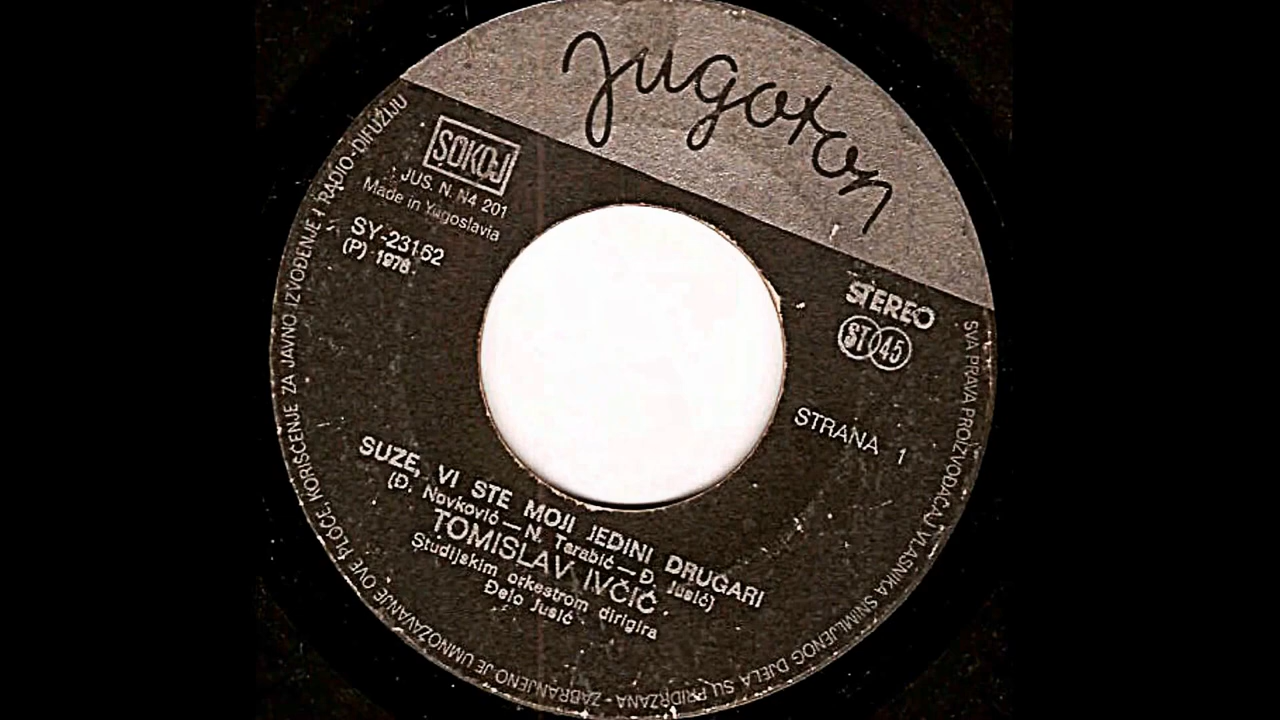 Jugoton
SOKOJ
JUS. N. N4 201
Made in Yugoslavia
SY-23162
(P) 1978
STEREO
ST 45
STRANA 1
SUZE, VI STE MOJI JEDINI DRUGARI
(Đ. Novković — N. Tarabić — Đ. Jusić)
TOMISLAV IVČIĆ
Studijskim orkestrom dirigira
Đelo Jusić
SVA PRAVA PROIZVOĐAČA I VLASNIKA SNIMLJENOG DJELA SU PRIDRŽANA - ZABRANJENO JE UMNOŽAVANJE OVE PLOČE, KORIŠĆENJE ZA JAVNO IZVOĐENJE I RADIO-DIFUZIJU